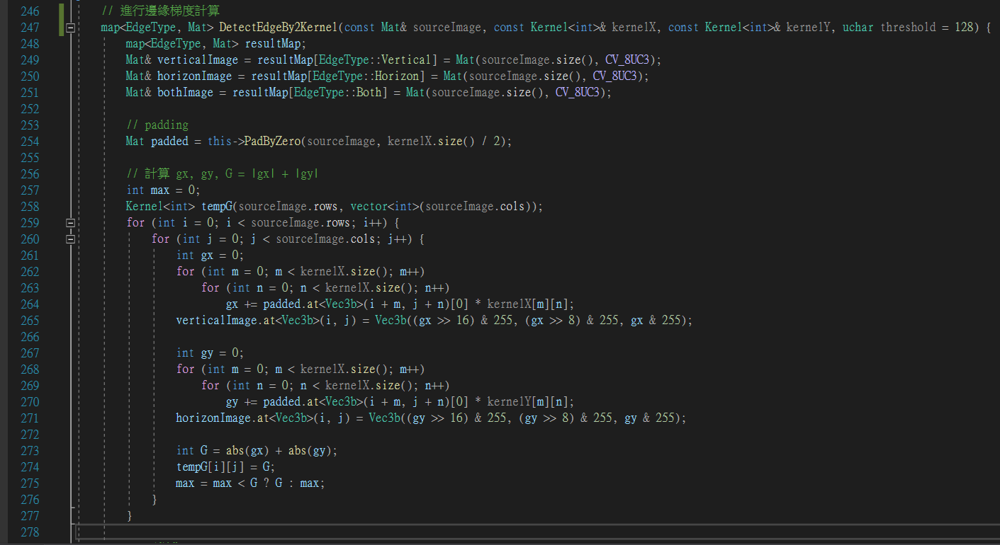 246 // 進行邊緣梯度計算
247 map<EdgeType, Mat> DetectEdgeBy2Kernel(const Mat& sourceImage, const Kernel<int>& kernelX, const Kernel<int>& kernelY, uchar threshold = 128) {
248 map<EdgeType, Mat> resultMap;
249 Mat& verticalImage = resultMap[EdgeType::Vertical] = Mat(sourceImage.size(), CV_8UC3);
250 Mat& horizonImage = resultMap[EdgeType::Horizon] = Mat(sourceImage.size(), CV_8UC3);
251 Mat& bothImage = resultMap[EdgeType::Both] = Mat(sourceImage.size(), CV_8UC3);
252
253 // padding
254 Mat padded = this->PadByZero(sourceImage, kernelX.size() / 2);
255
256 // 計算 gx, gy, G = |gx| + |gy|
257 int max = 0;
258 Kernel<int> tempG(sourceImage.rows, vector<int>(sourceImage.cols));
259 for (int i = 0; i < sourceImage.rows; i++) {
260 for (int j = 0; j < sourceImage.cols; j++) {
261 int gx = 0;
262 for (int m = 0; m < kernelX.size(); m++)
263 for (int n = 0; n < kernelX.size(); n++)
264 gx += padded.at<Vec3b>(i + m, j + n)[0] * kernelX[m][n];
265 verticalImage.at<Vec3b>(i, j) = Vec3b((gx >> 16) & 255, (gx >> 8) & 255, gx & 255);
266
267 int gy = 0;
268 for (int m = 0; m < kernelX.size(); m++)
269 for (int n = 0; n < kernelX.size(); n++)
270 gy += padded.at<Vec3b>(i + m, j + n)[0] * kernelY[m][n];
271 horizonImage.at<Vec3b>(i, j) = Vec3b((gy >> 16) & 255, (gy >> 8) & 255, gy & 255);
272
273 int G = abs(gx) + abs(gy);
274 tempG[i][j] = G;
275 max = max < G ? G : max;
276 }
277 }
278